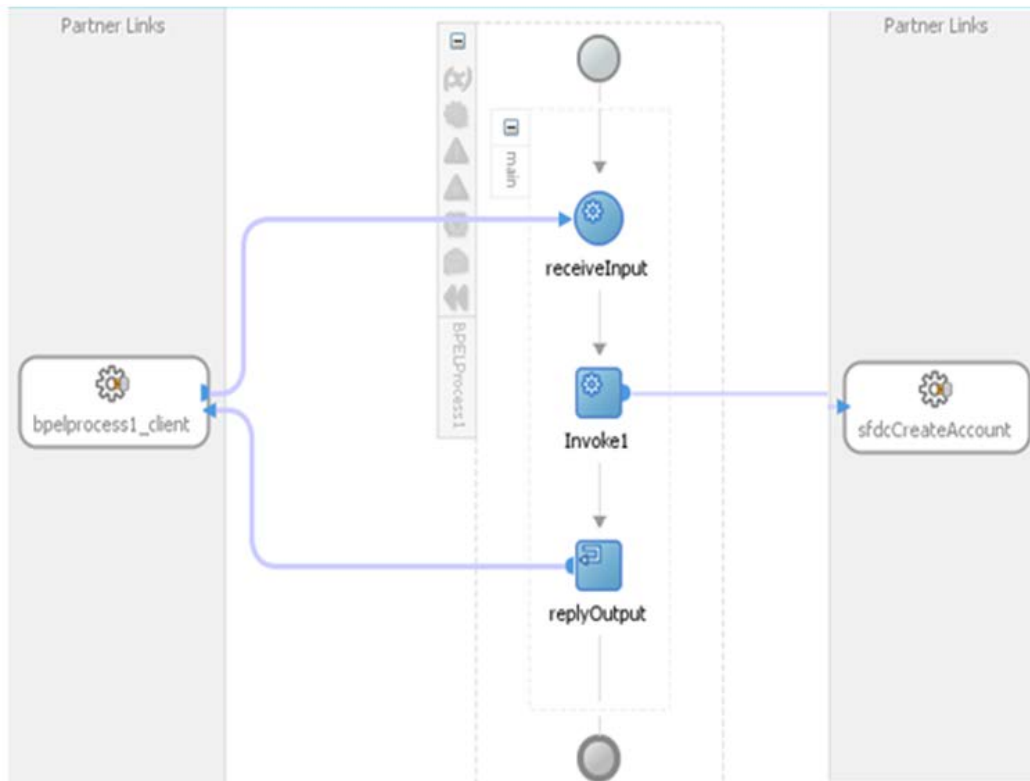 Partner Links
Partner Links
main
receiveInput
BPELProcess1
bpelprocess1_client
Invoke1
sfdcCreateAccount
replyOutput